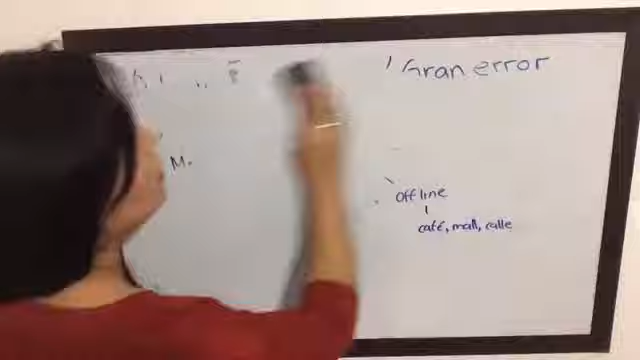 Gran error
M.
offline
café, mall, calle